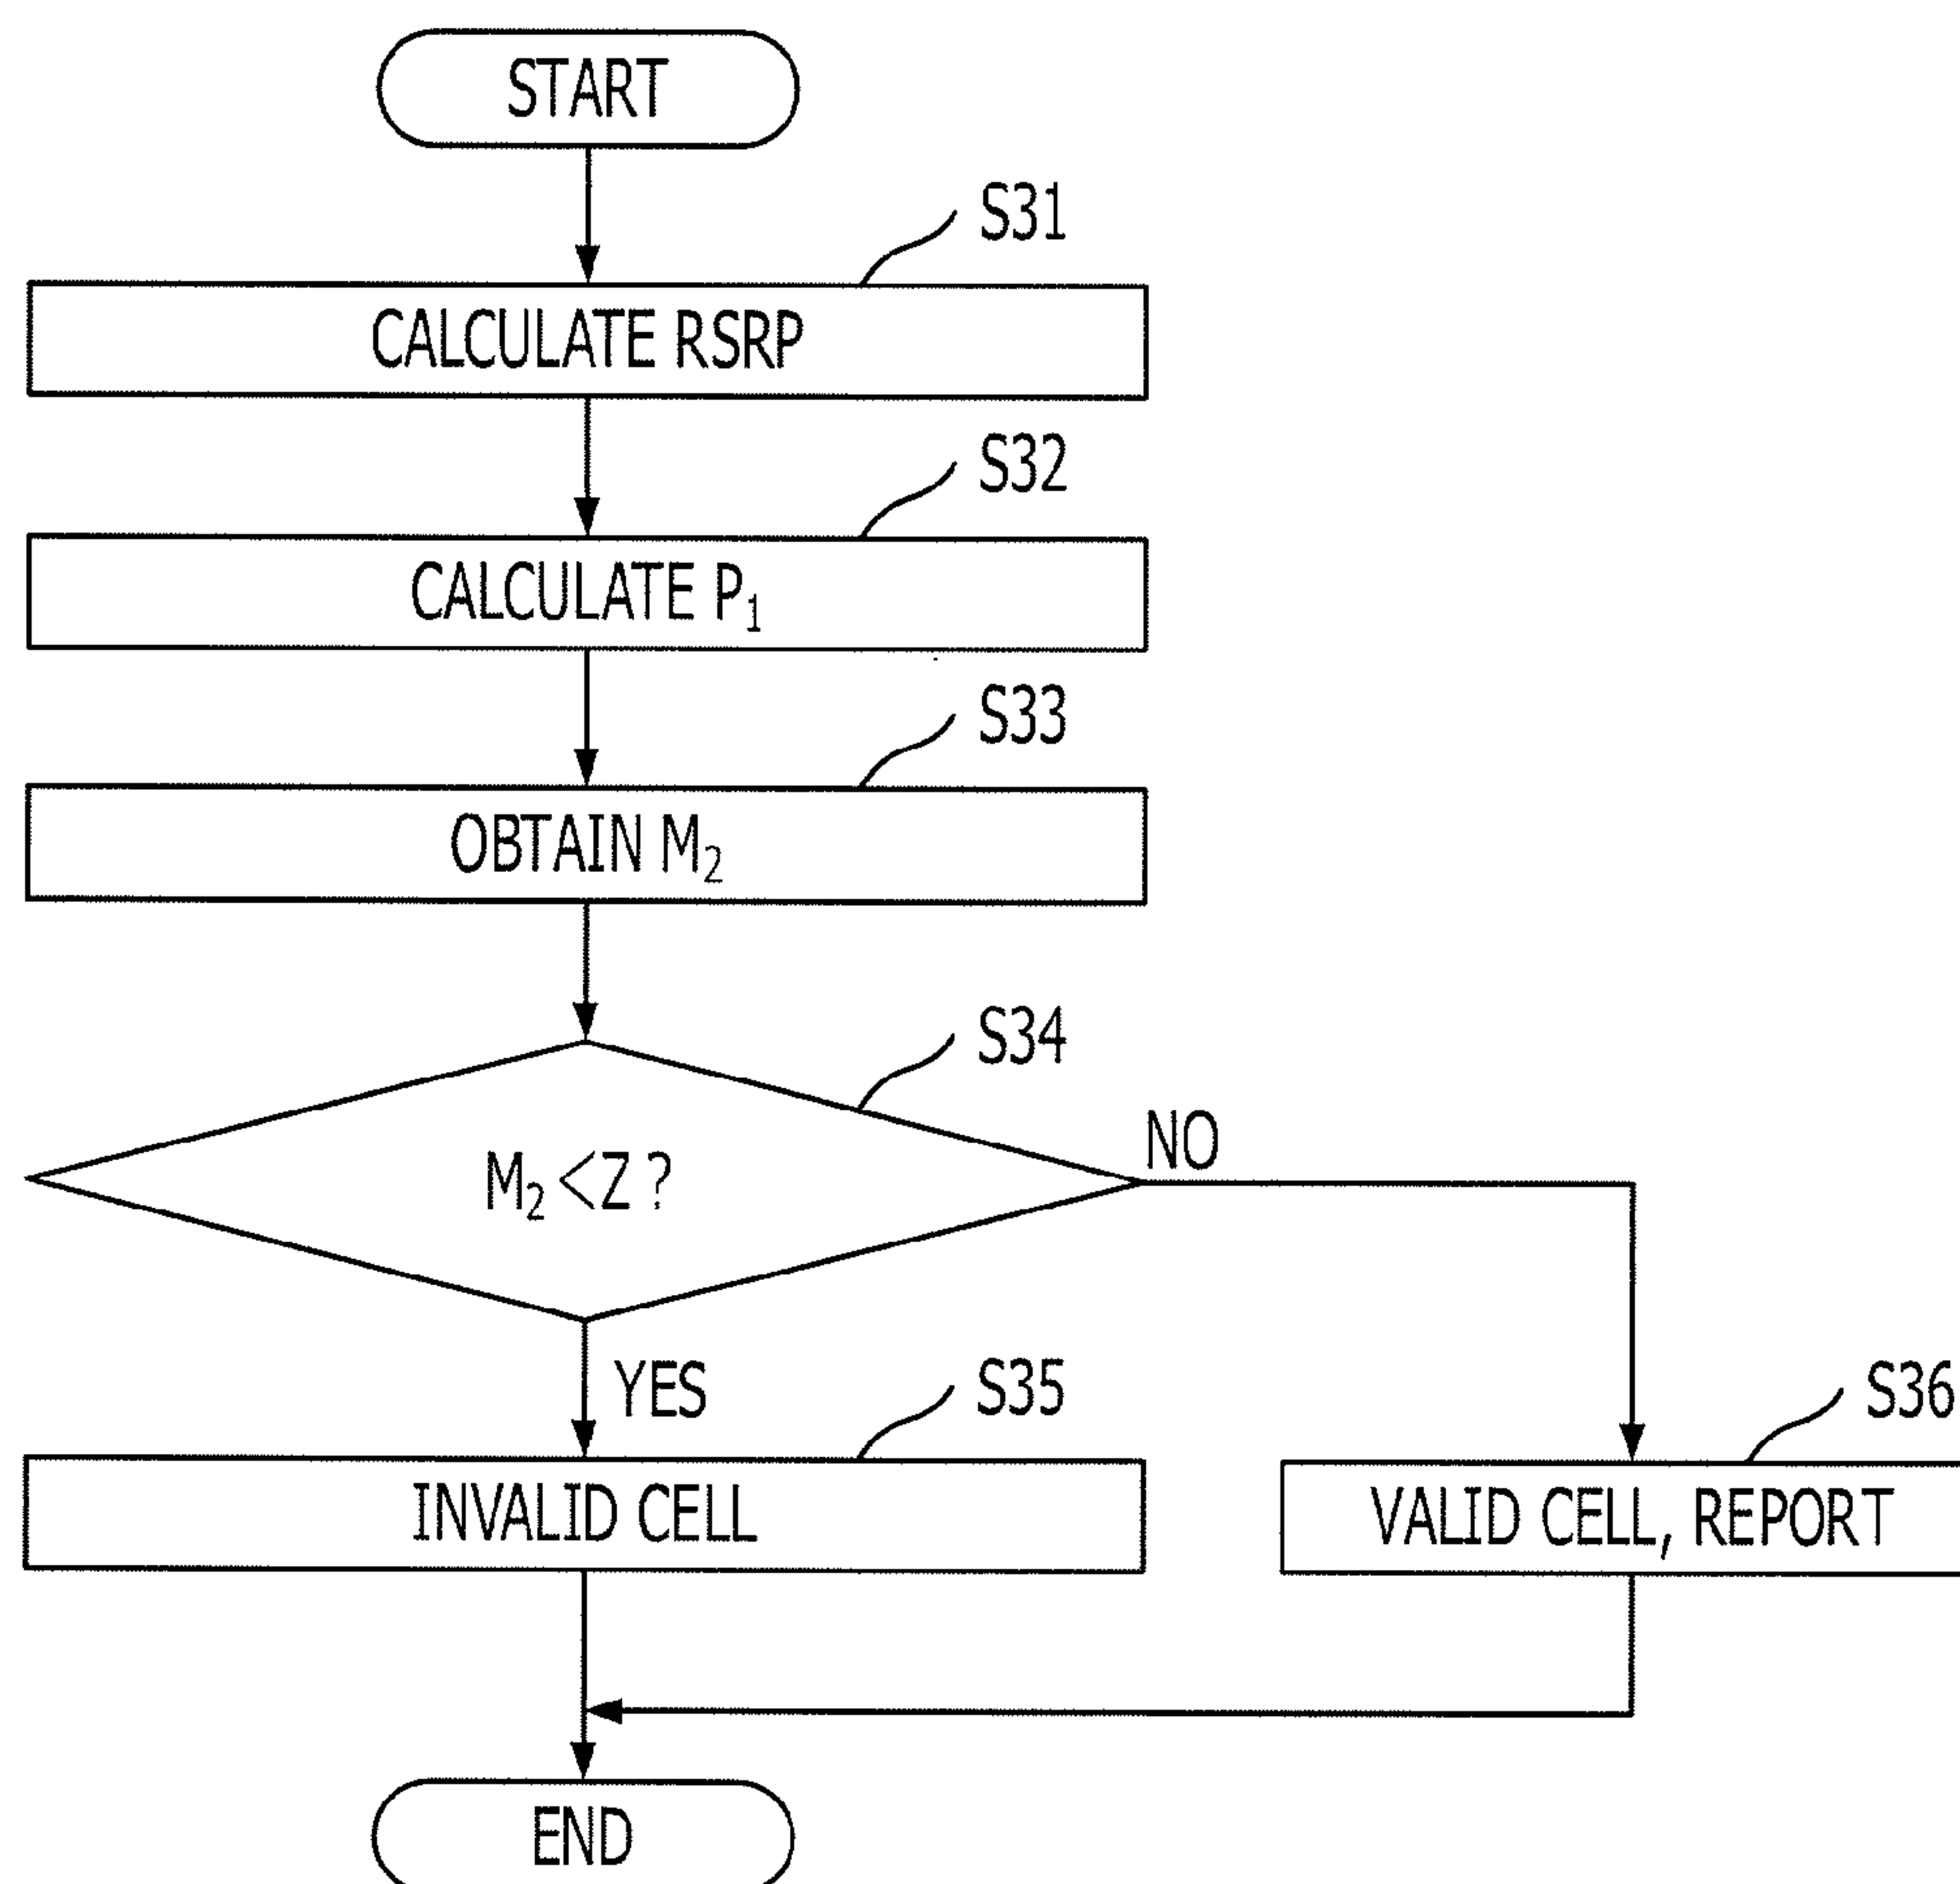 START
S31
CALCULATE RSRP
S32
CALCULATE P₁
S33
OBTAIN M₂
S34
M₂<Z ?
NO
YES
S35
S36
INVALID CELL
VALID CELL, REPORT
END